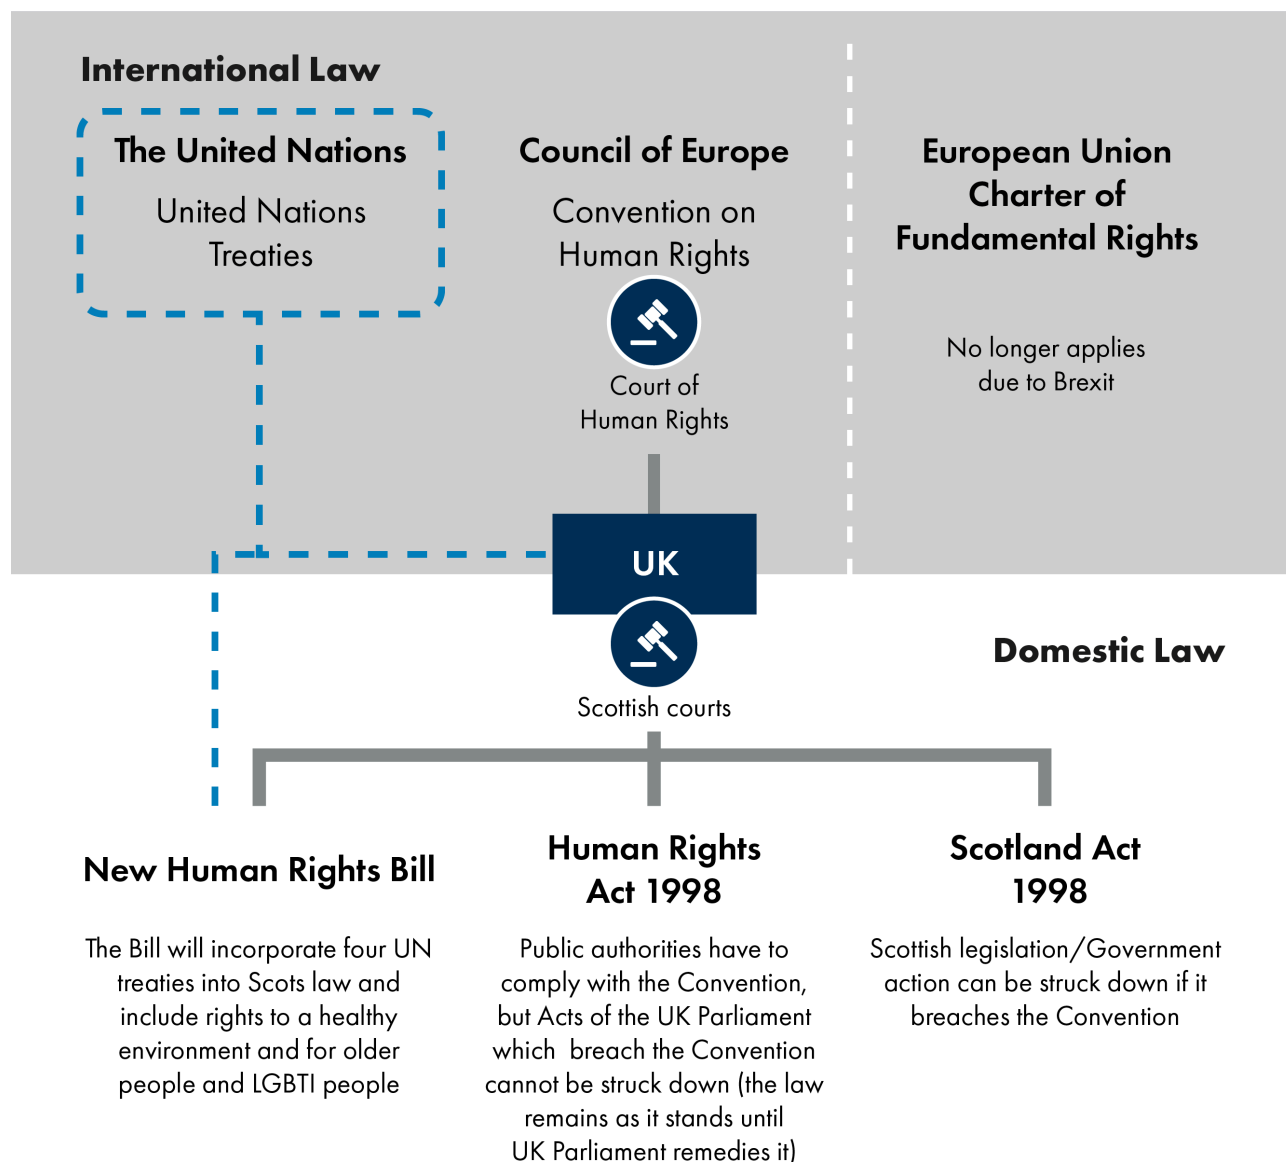 International Law
The United Nations
United Nations
Treaties
Council of Europe
Convention on
Human Rights
Court of
Human Rights
European Union
Charter of
Fundamental Rights
No longer applies
due to Brexit
UK
Domestic Law
Scottish courts
New Human Rights Bill
The Bill will incorporate four UN
treaties into Scots law and
include rights to a healthy
environment and for older
people and LGBTI people
Human Rights
Act 1998
Public authorities have to
comply with the Convention,
but Acts of the UK Parliament
which breach the Convention
cannot be struck down (the law
remains as it stands until
UK Parliament remedies it)
Scotland Act
1998
Scottish legislation/Government
action can be struck down if it
breaches the Convention